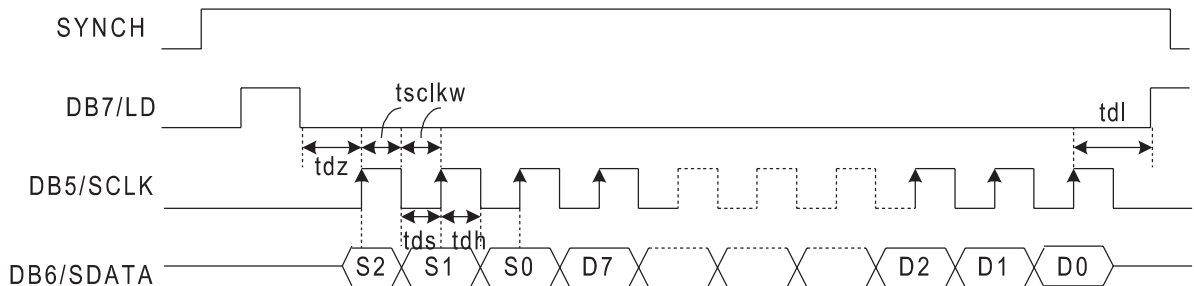 SYNCH
DB7/LD
tsclkw
tdl
tdz
DB5/SCLK
tds tdh
DB6/SDATA S2 S1 S0 D7 D2 D1 D0